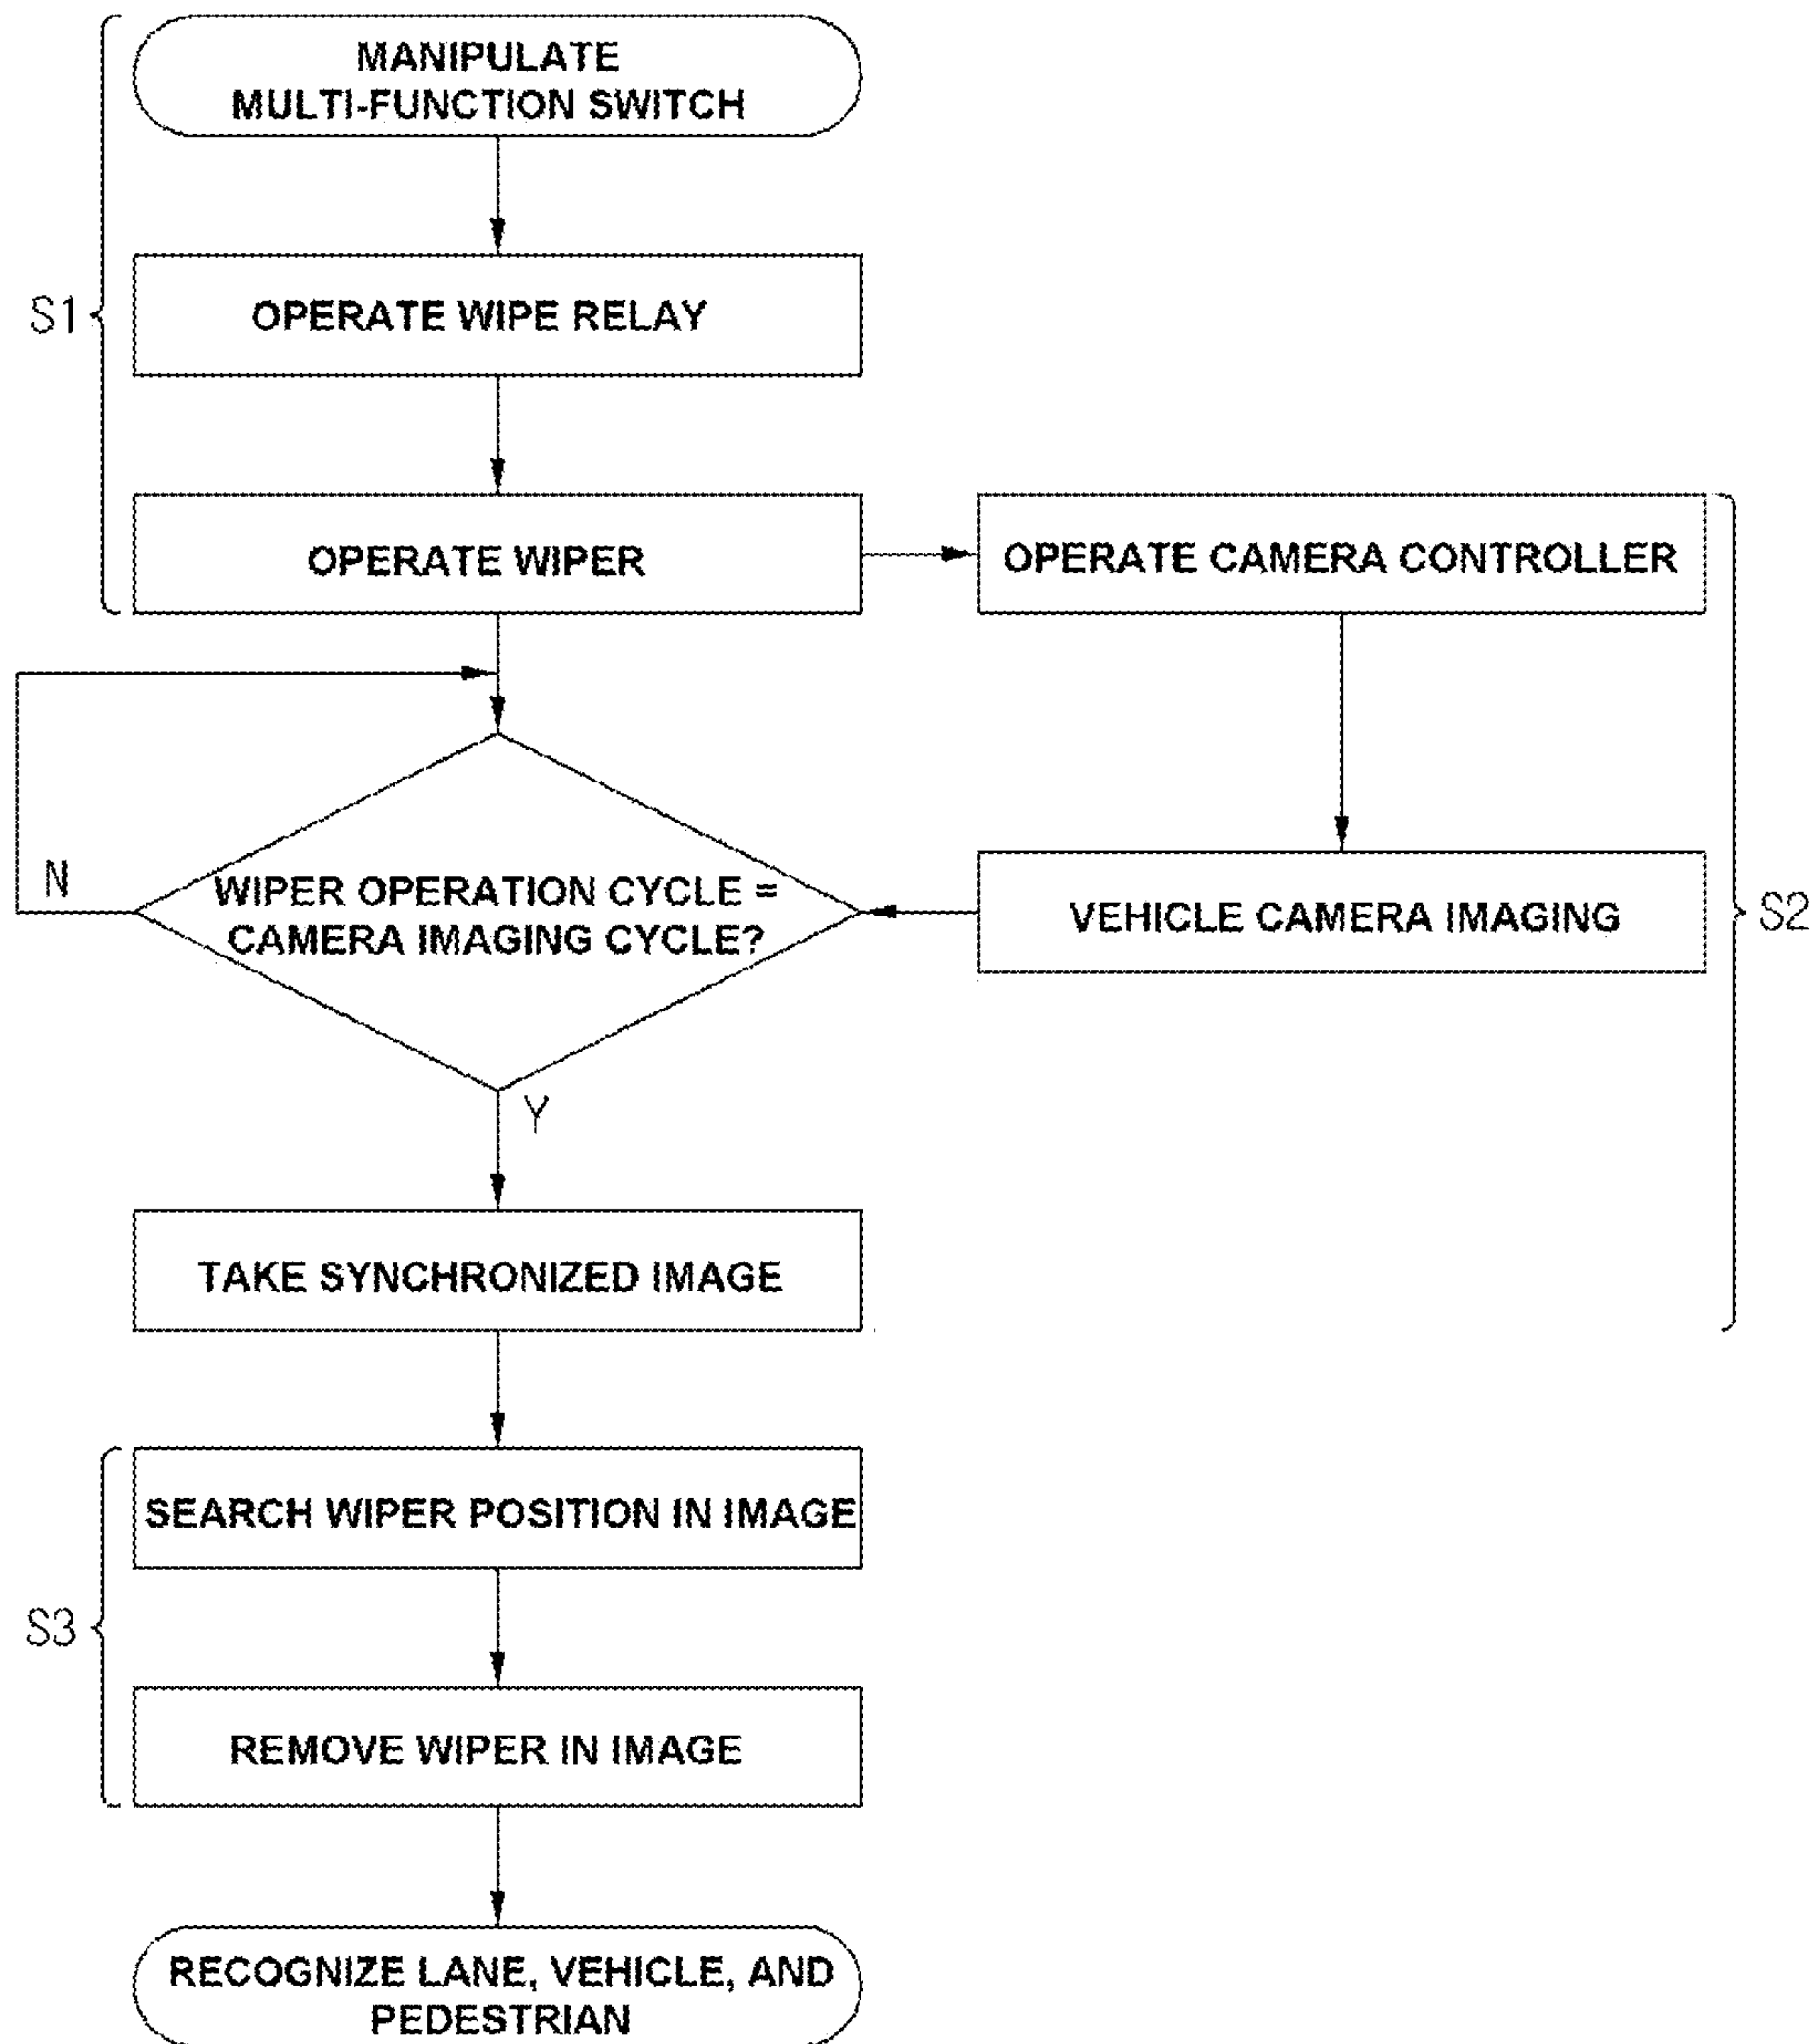 MANIPULATE
MULTI-FUNCTION SWITCH
S1
OPERATE WIPE RELAY
OPERATE WIPER
OPERATE CAMERA CONTROLLER
N
WIPER OPERATION CYCLE =
CAMERA IMAGING CYCLE?
VEHICLE CAMERA IMAGING
S2
Y
TAKE SYNCHRONIZED IMAGE
SEARCH WIPER POSITION IN IMAGE
S3
REMOVE WIPER IN IMAGE
RECOGNIZE LANE, VEHICLE, AND
PEDESTRIAN